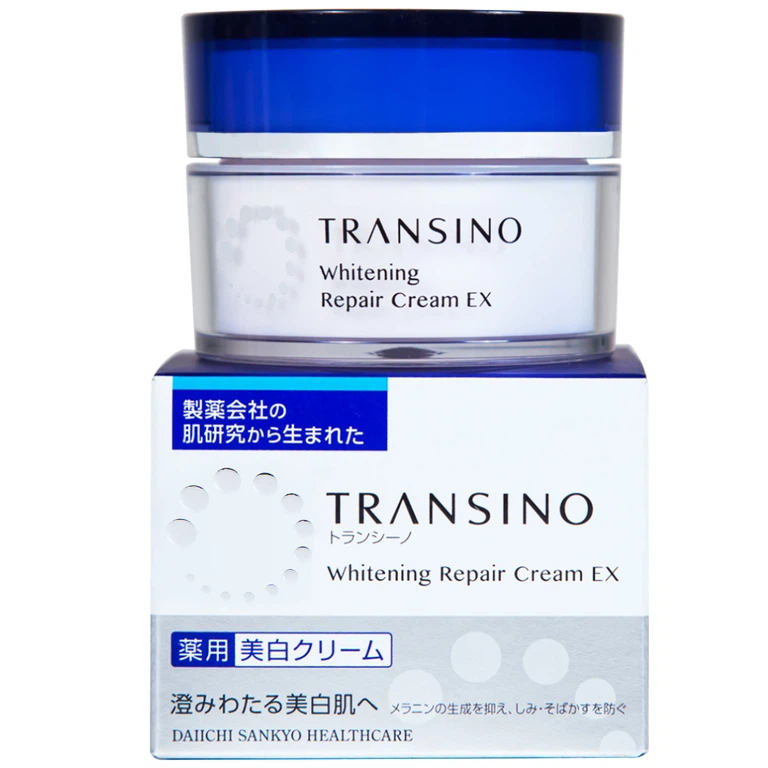 TRANSINO
Whitening
Repair Cream EX
製薬会社の
肌研究から生まれた
TRANSINO
トランシーノ
Whitening Repair Cream EX
薬用 美白クリーム
澄みわたる美白肌へ メラニンの生成を抑え、しみ・そばかすを防ぐ
DAIICHI SANKYO HEALTHCARE